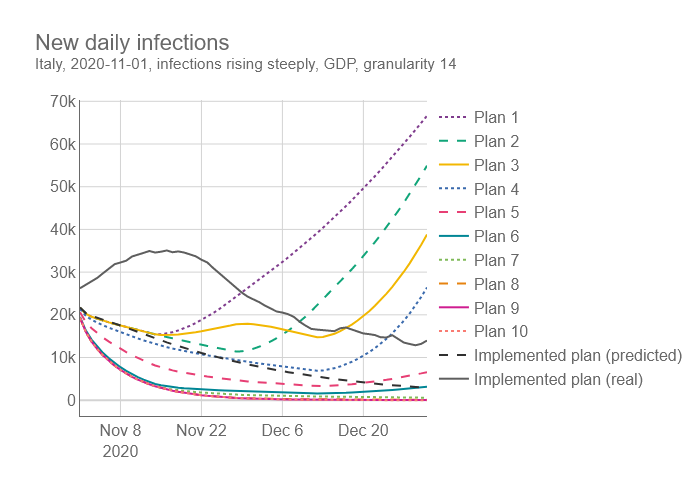 New daily infections
Italy, 2020-11-01, infections rising steeply, GDP, granularity 14
70k
60k
50k
40k
30k
20k
10k
0
Nov 8
2020
Nov 22
Dec 6
Dec 20
Plan 1
Plan 2
Plan 3
Plan 4
Plan 5
Plan 6
Plan 7
Plan 8
Plan 9
Plan 10
Implemented plan (predicted)
Implemented plan (real)